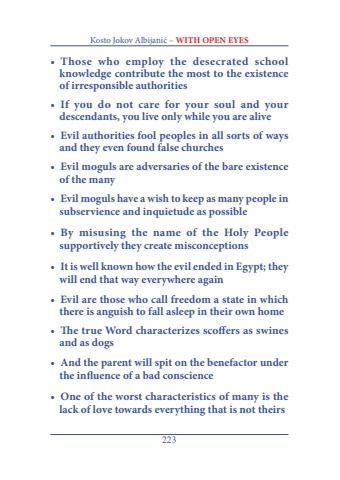 Kosto Jokov Albijanić – WITH OPEN EYES
• Those who employ the desecrated school
knowledge contribute the most to the existence
of irresponsible authorities
• If you do not care for your soul and your
descendants, you live only while you are alive
• Evil authorities fool peoples in all sorts of ways
and they even found false churches
• Evil moguls are adversaries of the bare existence
of the many
• Evil moguls have a wish to keep as many people in
subservience and inquietude as possible
• By misusing the name of the Holy People
supportively they create misconceptions
• It is well known how the evil ended in Egypt; they
will end that way everywhere again
• Evil are those who call freedom a state in which
there is anguish to fall asleep in their own home
• The true Word characterizes scoffers as swines
and as dogs
• And the parent will spit on the benefactor under
the influence of a bad conscience
• One of the worst characteristics of many is the
lack of love towards everything that is not theirs
223